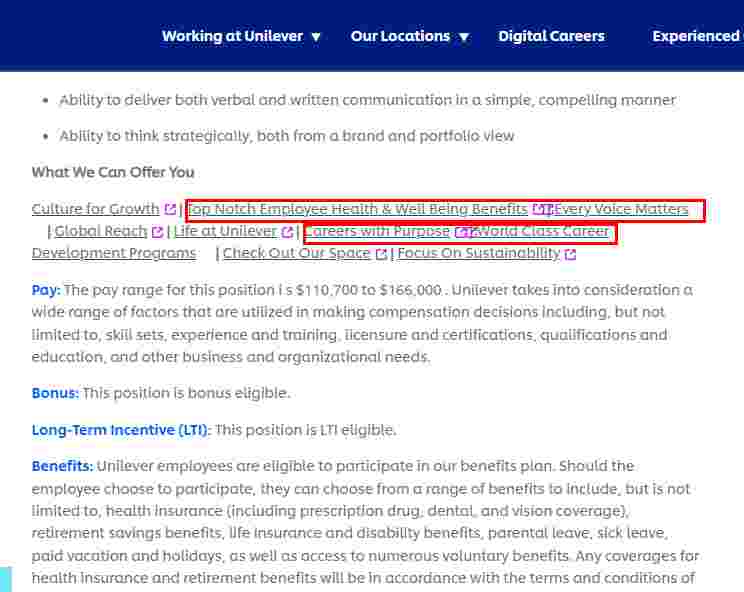 Working at Unilever ▼ Our Locations ▼ Digital Careers Experienced
• Ability to deliver both verbal and written communication in a simple, compelling manner
• Ability to think strategically, both from a brand and portfolio view
What We Can Offer You
Culture for Growth | Top Notch Employee Health & Well Being Benefits | Every Voice Matters
| Global Reach | Life at Unilever | Careers with Purpose | World Class Career
Development Programs | Check Out Our Space | Focus On Sustainability
Pay: The pay range for this position i s $110,700 to $166,000 . Unilever takes into consideration a
wide range of factors that are utilized in making compensation decisions including, but not
limited to, skill sets, experience and training, licensure and certifications, qualifications and
education, and other business and organizational needs.
Bonus: This position is bonus eligible.
Long-Term Incentive (LTI): This position is LTI eligible.
Benefits: Unilever employees are eligible to participate in our benefits plan. Should the
employee choose to participate, they can choose from a range of benefits to include, but is not
limited to, health insurance (including prescription drug, dental, and vision coverage),
retirement savings benefits, life insurance and disability benefits, parental leave, sick leave,
paid vacation and holidays, as well as access to numerous voluntary benefits. Any coverages for
health insurance and retirement benefits will be in accordance with the terms and conditions of